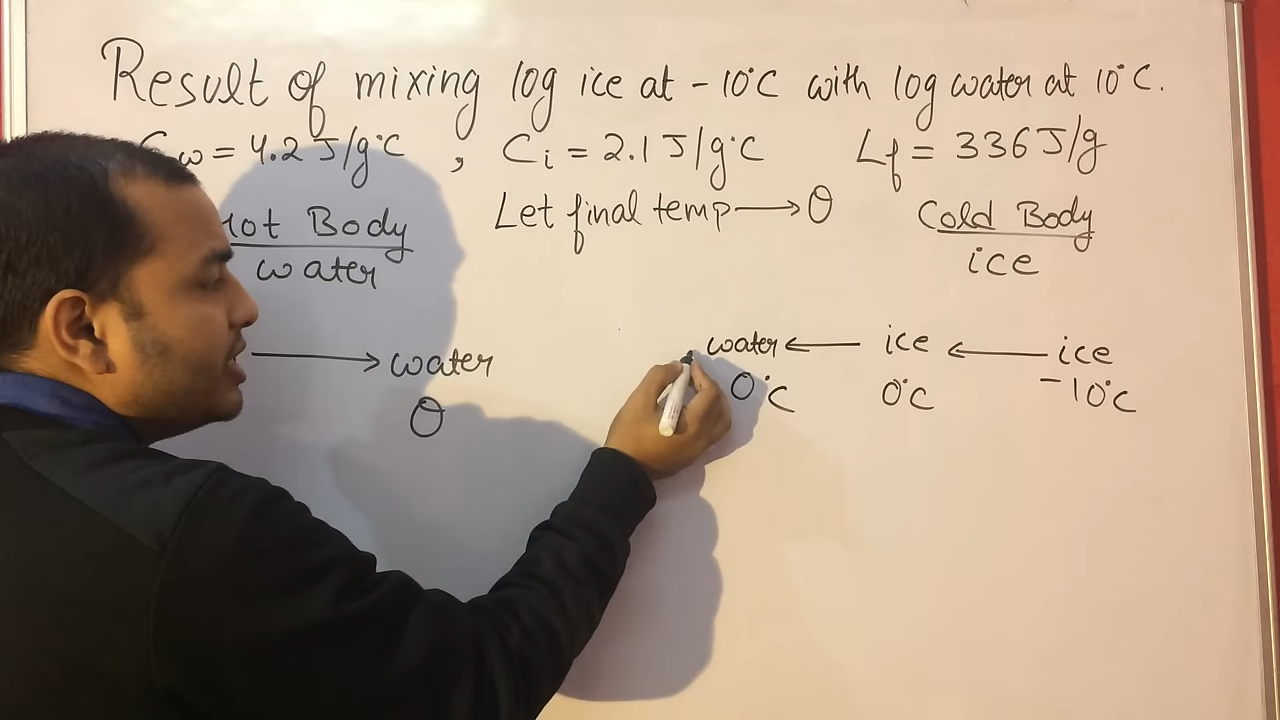 Result of mixing 10g ice at -10°C with 10g water at 10°C.
Cw = 4.2 J/g°C , Ci = 2.1 J/g°C Lf = 336 J/g
Body Let final temp → θ Cold Body
water ice
→ water water ← ice ← ice
θ 0°C 0°C -10°C